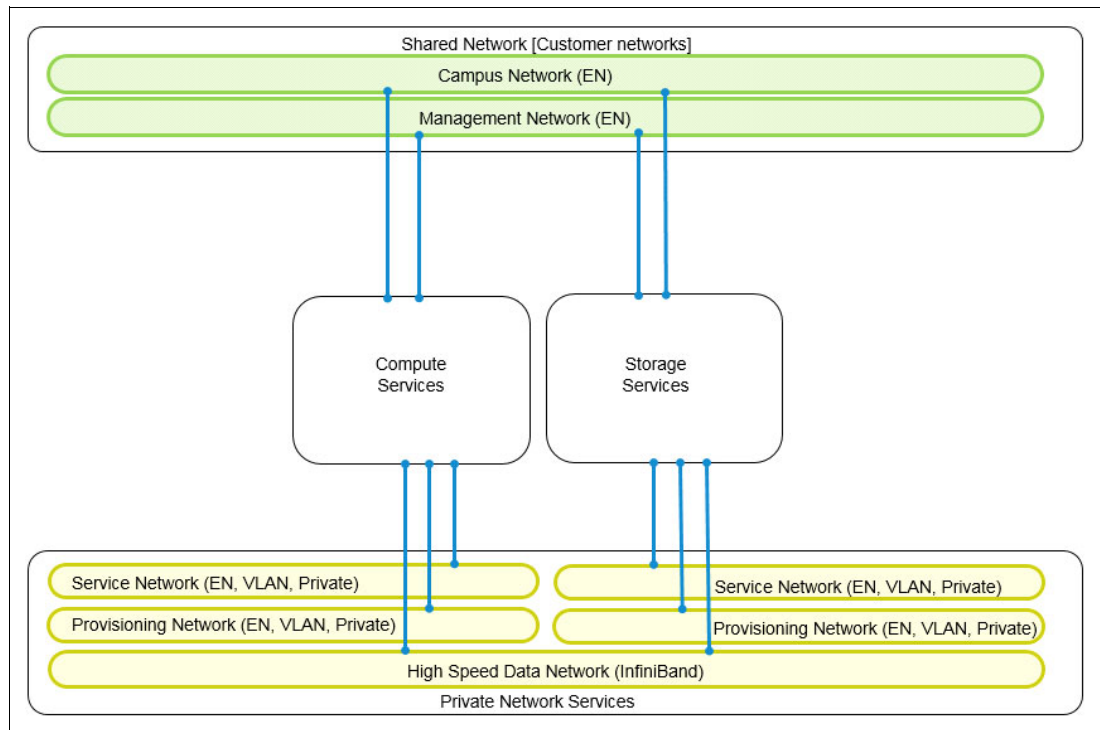 Shared Network [Customer networks]
Campus Network (EN)
Management Network (EN)
Compute
Services
Storage
Services
Service Network (EN, VLAN, Private)
Service Network (EN, VLAN, Private)
Provisioning Network (EN, VLAN, Private)
Provisioning Network (EN, VLAN, Private)
High Speed Data Network (InfiniBand)
Private Network Services